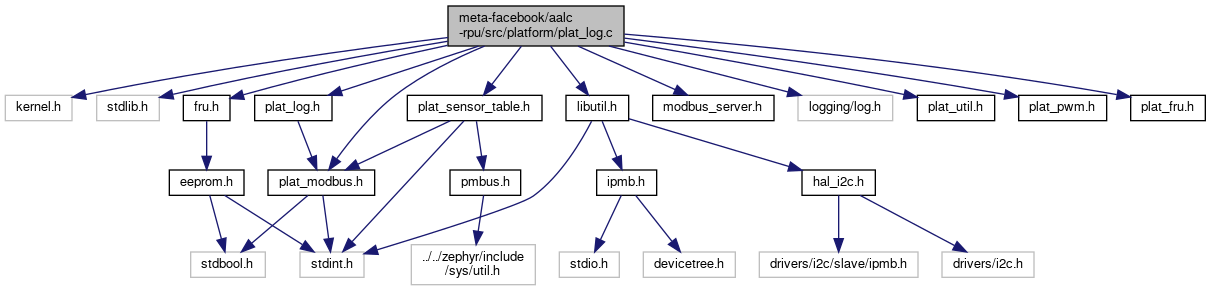 meta-facebook/aalc
-rpu/src/platform/plat_log.c
kernel.h
stdlib.h
fru.h
plat_log.h
plat_sensor_table.h
libutil.h
modbus_server.h
logging/log.h
plat_util.h
plat_pwm.h
plat_fru.h
eeprom.h
plat_modbus.h
pmbus.h
ipmb.h
hal_i2c.h
stdbool.h
stdint.h
../../zephyr/include
/sys/util.h
stdio.h
devicetree.h
drivers/i2c/slave/ipmb.h
drivers/i2c.h